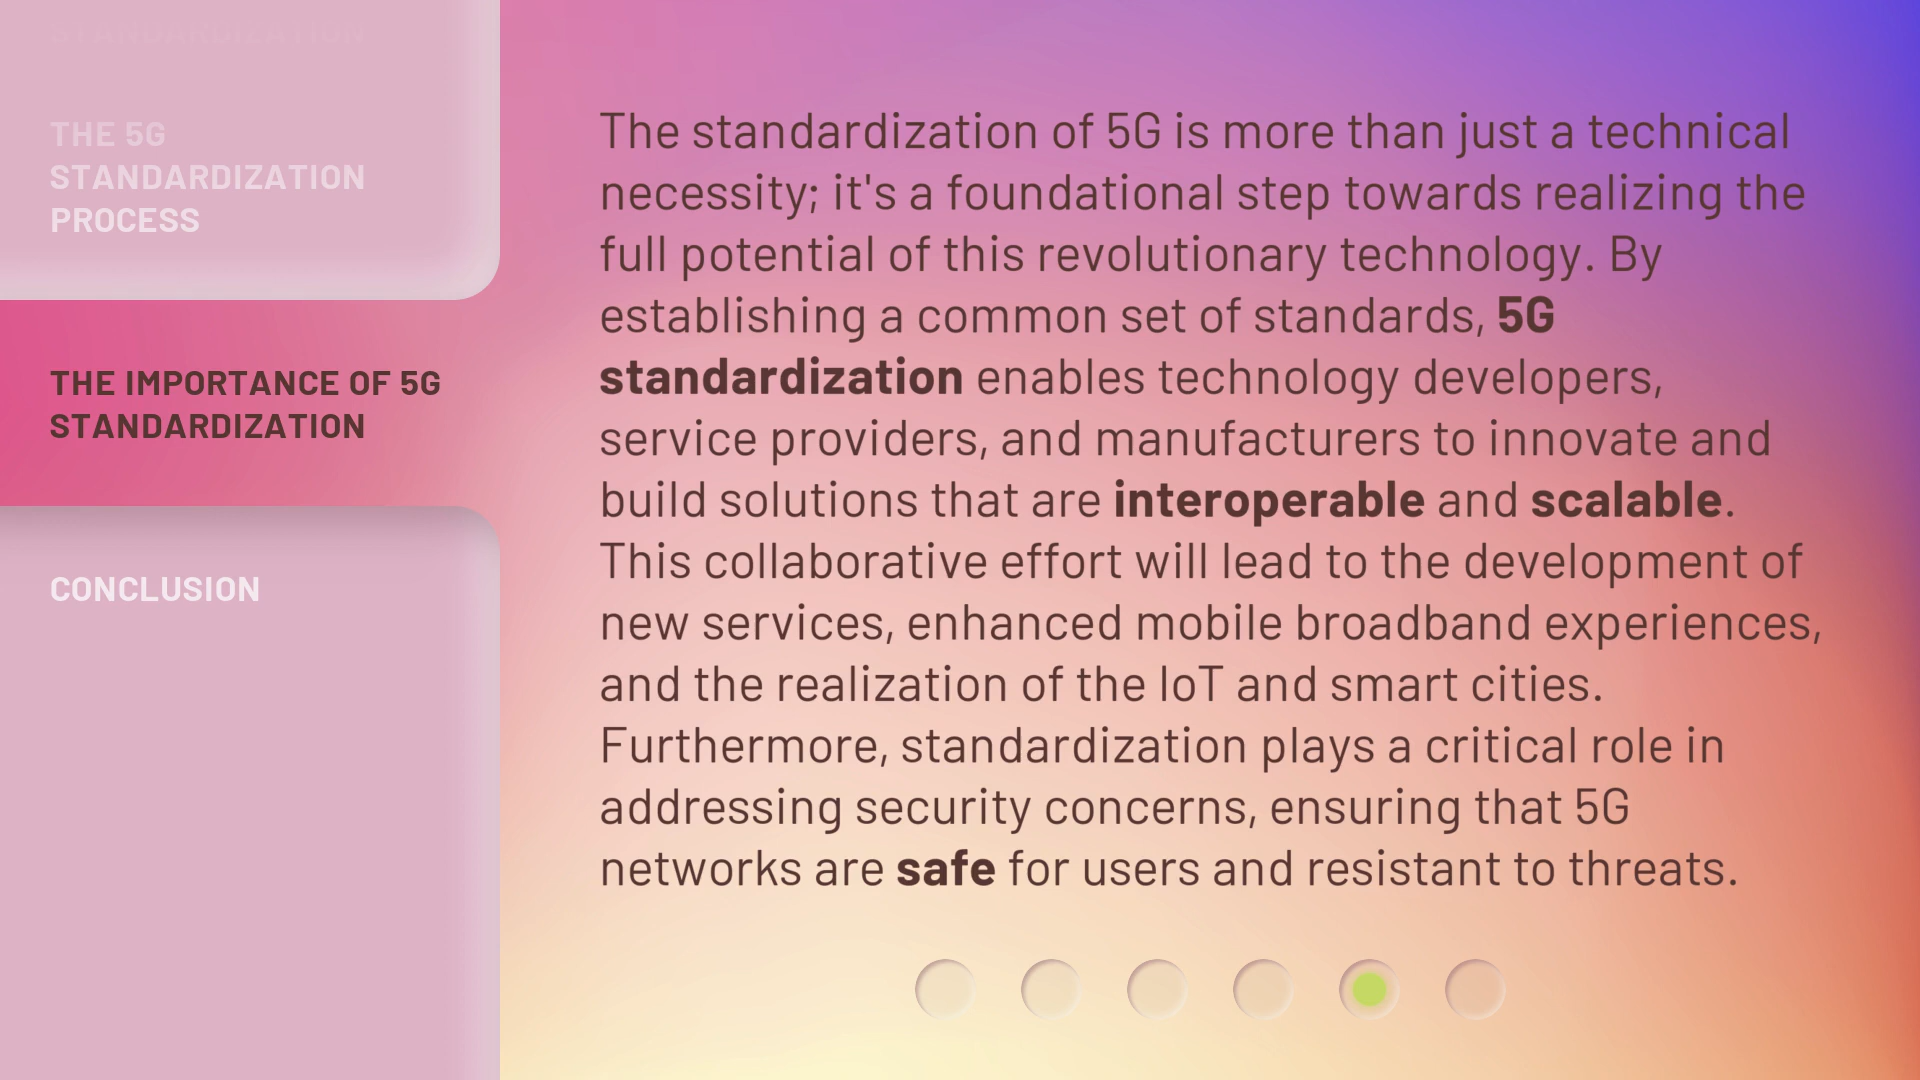 STANDARDIZATION
THE 5G
STANDARDIZATION
PROCESS
THE IMPORTANCE OF 5G
STANDARDIZATION
CONCLUSION
The standardization of 5G is more than just a technical
necessity; it's a foundational step towards realizing the
full potential of this revolutionary technology. By
establishing a common set of standards, 5G
standardization enables technology developers,
service providers, and manufacturers to innovate and
build solutions that are interoperable and scalable.
This collaborative effort will lead to the development of
new services, enhanced mobile broadband experiences,
and the realization of the IoT and smart cities.
Furthermore, standardization plays a critical role in
addressing security concerns, ensuring that 5G
networks are safe for users and resistant to threats.